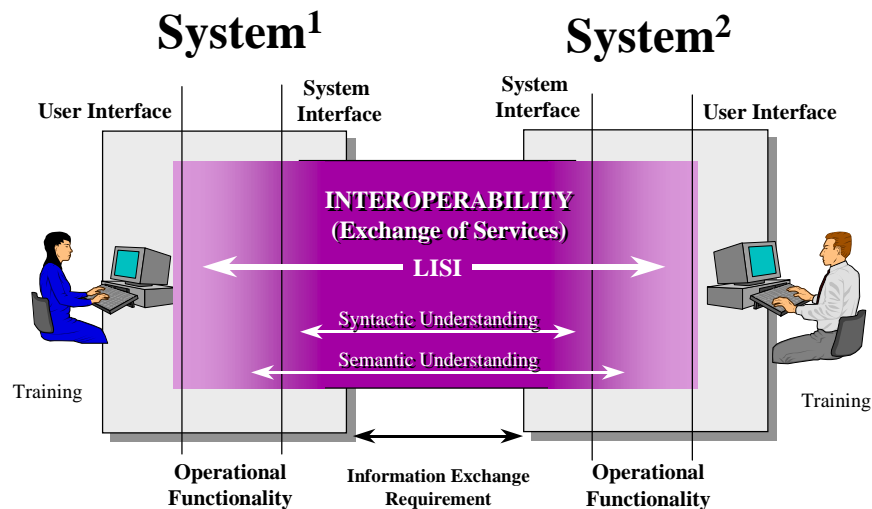 System¹
System²
User Interface
System
Interface
System
Interface
User Interface
INTEROPERABILITY
(Exchange of Services)
LISI
Syntactic Understanding
Semantic Understanding
Training
Training
Operational
Functionality
Information Exchange
Requirement
Operational
Functionality